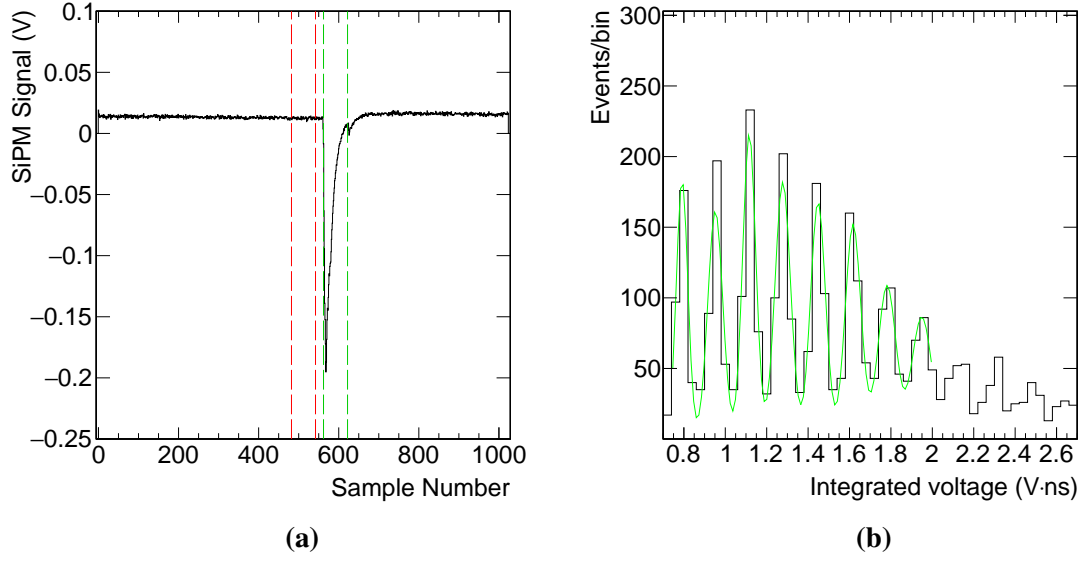 0.1
0.05
0
−0.05
−0.1
−0.15
−0.2
−0.25
SiPM Signal (V)
0 200 400 600 800 1000
Sample Number
(a)
300
250
200
150
100
50
Events/bin
0.8 1 1.2 1.4 1.6 1.8 2 2.2 2.4 2.6
Integrated voltage (V·ns)
(b)